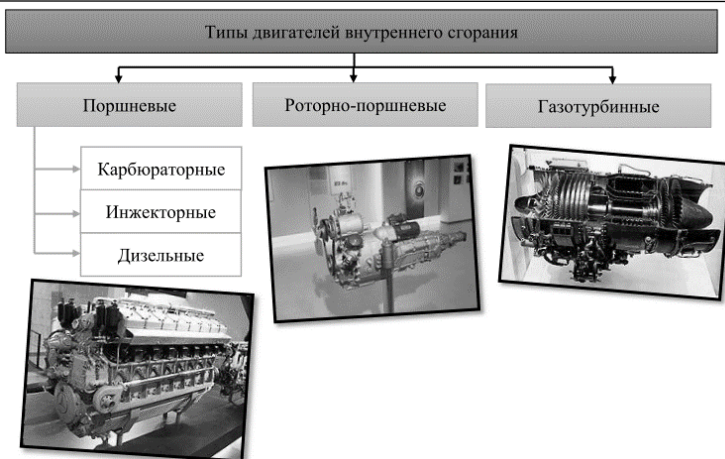 Типы двигателей внутреннего сгорания
Поршневые
Роторно-поршневые
Газотурбинные
Карбюраторные
Инжекторные
Дизельные